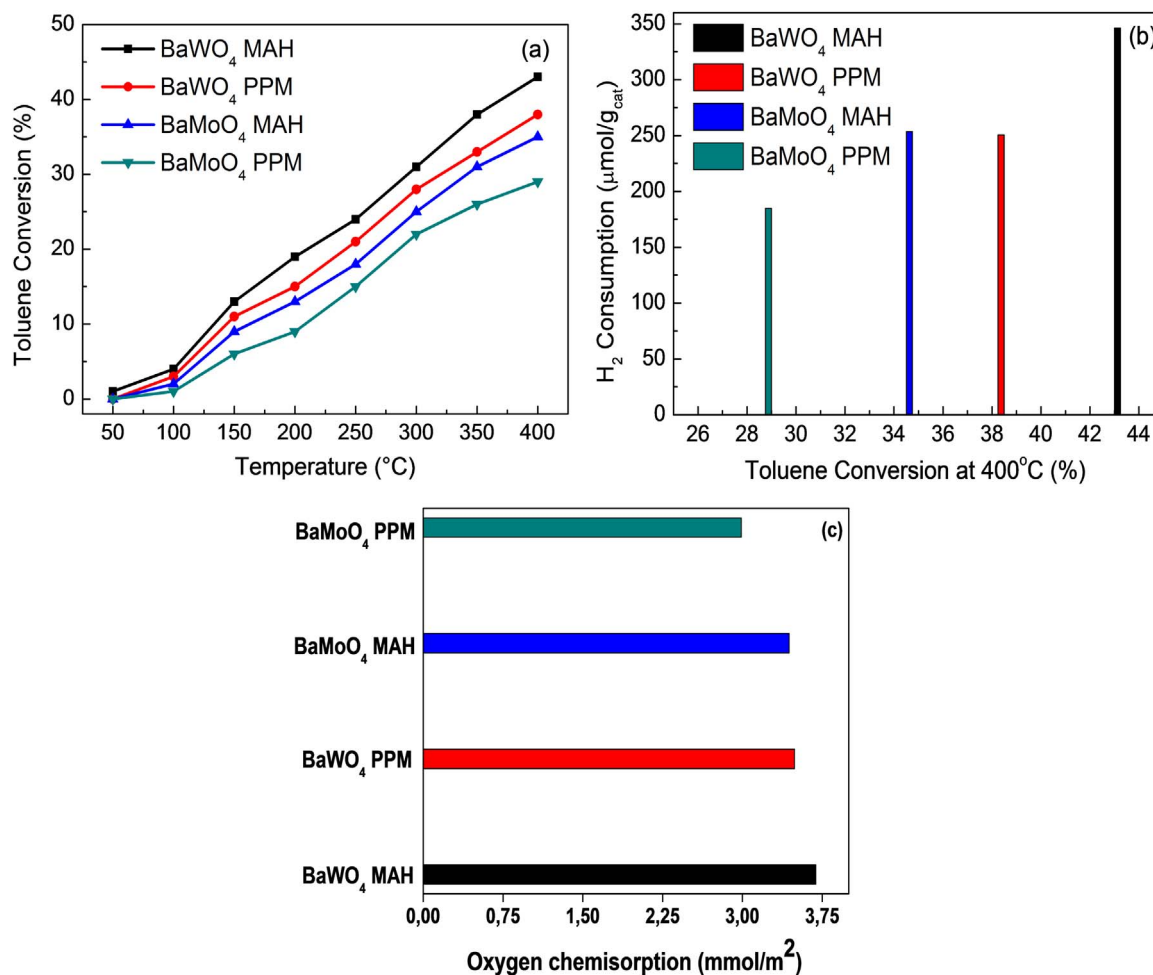 (a)
BaWO₄ MAH
BaWO₄ PPM
BaMoO₄ MAH
BaMoO₄ PPM
Toluene Conversion (%)
50
40
30
20
10
0
50 100 150 200 250 300 350 400
Temperature (°C)
(b)
BaWO₄ MAH
BaWO₄ PPM
BaMoO₄ MAH
BaMoO₄ PPM
H₂ Consumption (μmol/g_cat)
350
300
250
200
150
100
50
0
26 28 30 32 34 36 38 40 42 44
Toluene Conversion at 400°C (%)
(c)
BaMoO₄ PPM
BaMoO₄ MAH
BaWO₄ PPM
BaWO₄ MAH
0,00 0,75 1,50 2,25 3,00 3,75
Oxygen chemisorption (mmol/m²)